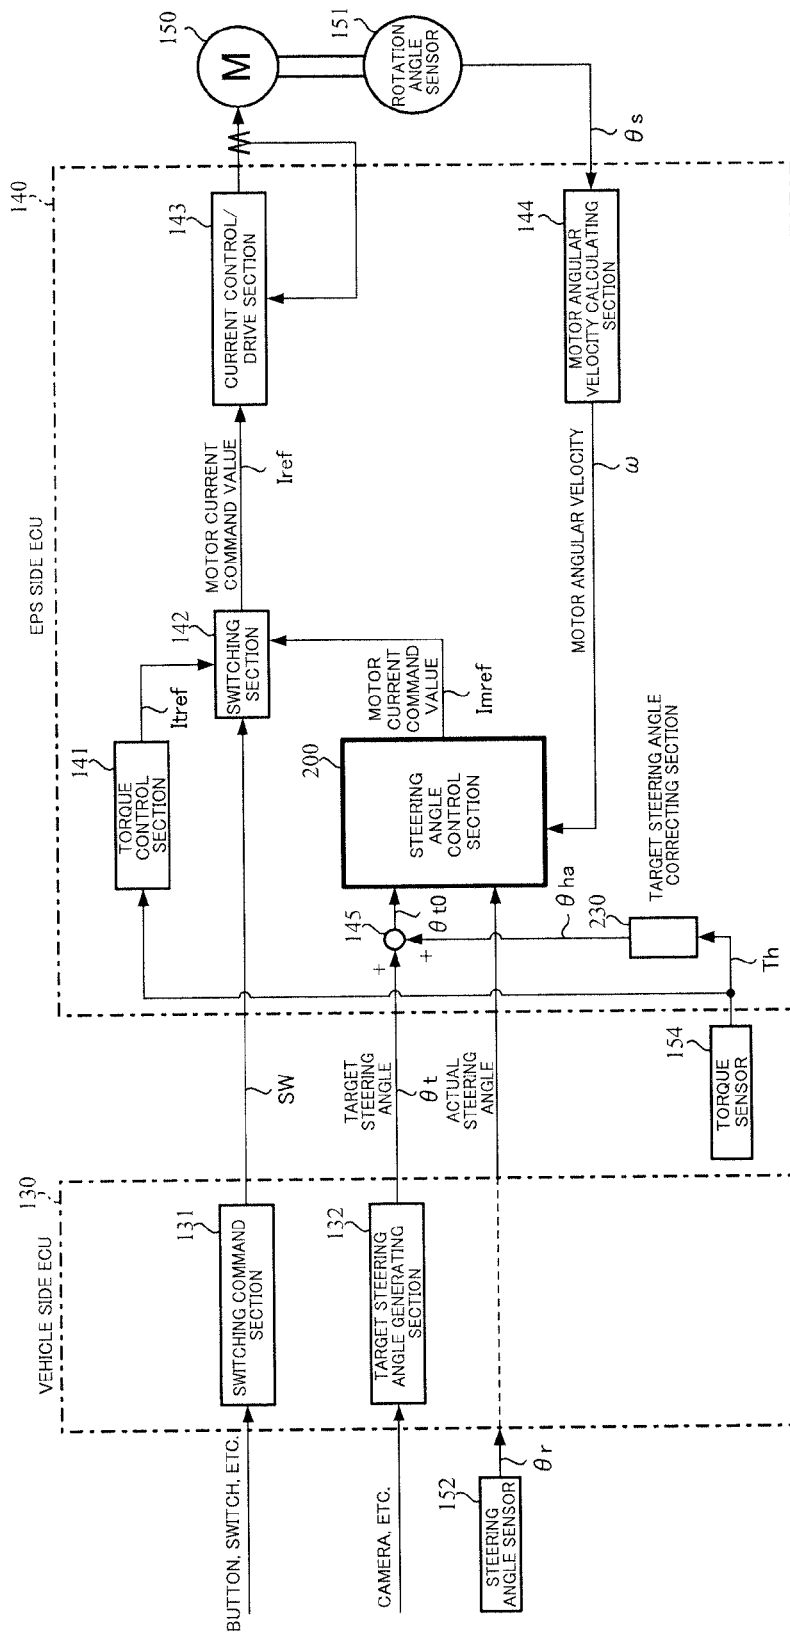 VEHICLE SIDE ECU
130
BUTTON, SWITCH, ETC.
131
SWITCHING COMMAND
SECTION
SW
CAMERA, ETC.
132
TARGET STEERING
ANGLE GENERATING
SECTION
TARGET
STEERING
ANGLE
θt
152
STEERING
ANGLE SENSOR
θr
ACTUAL
STEERING
ANGLE
154
TORQUE
SENSOR
Th
EPS SIDE ECU
140
141
TORQUE
CONTROL
SECTION
Itref
142
SWITCHING
SECTION
MOTOR CURRENT
COMMAND VALUE
Iref
143
CURRENT CONTROL/
DRIVE SECTION
150
M
151
ROTATION
ANGLE
SENSOR
θs
145
+
+
θt0
200
STEERING
ANGLE
CONTROL
SECTION
MOTOR
CURRENT
COMMAND
VALUE
Imref
θha
230
TARGET STEERING ANGLE
CORRECTING SECTION
MOTOR ANGULAR VELOCITY
ω
144
MOTOR ANGULAR
VELOCITY CALCULATING
SECTION